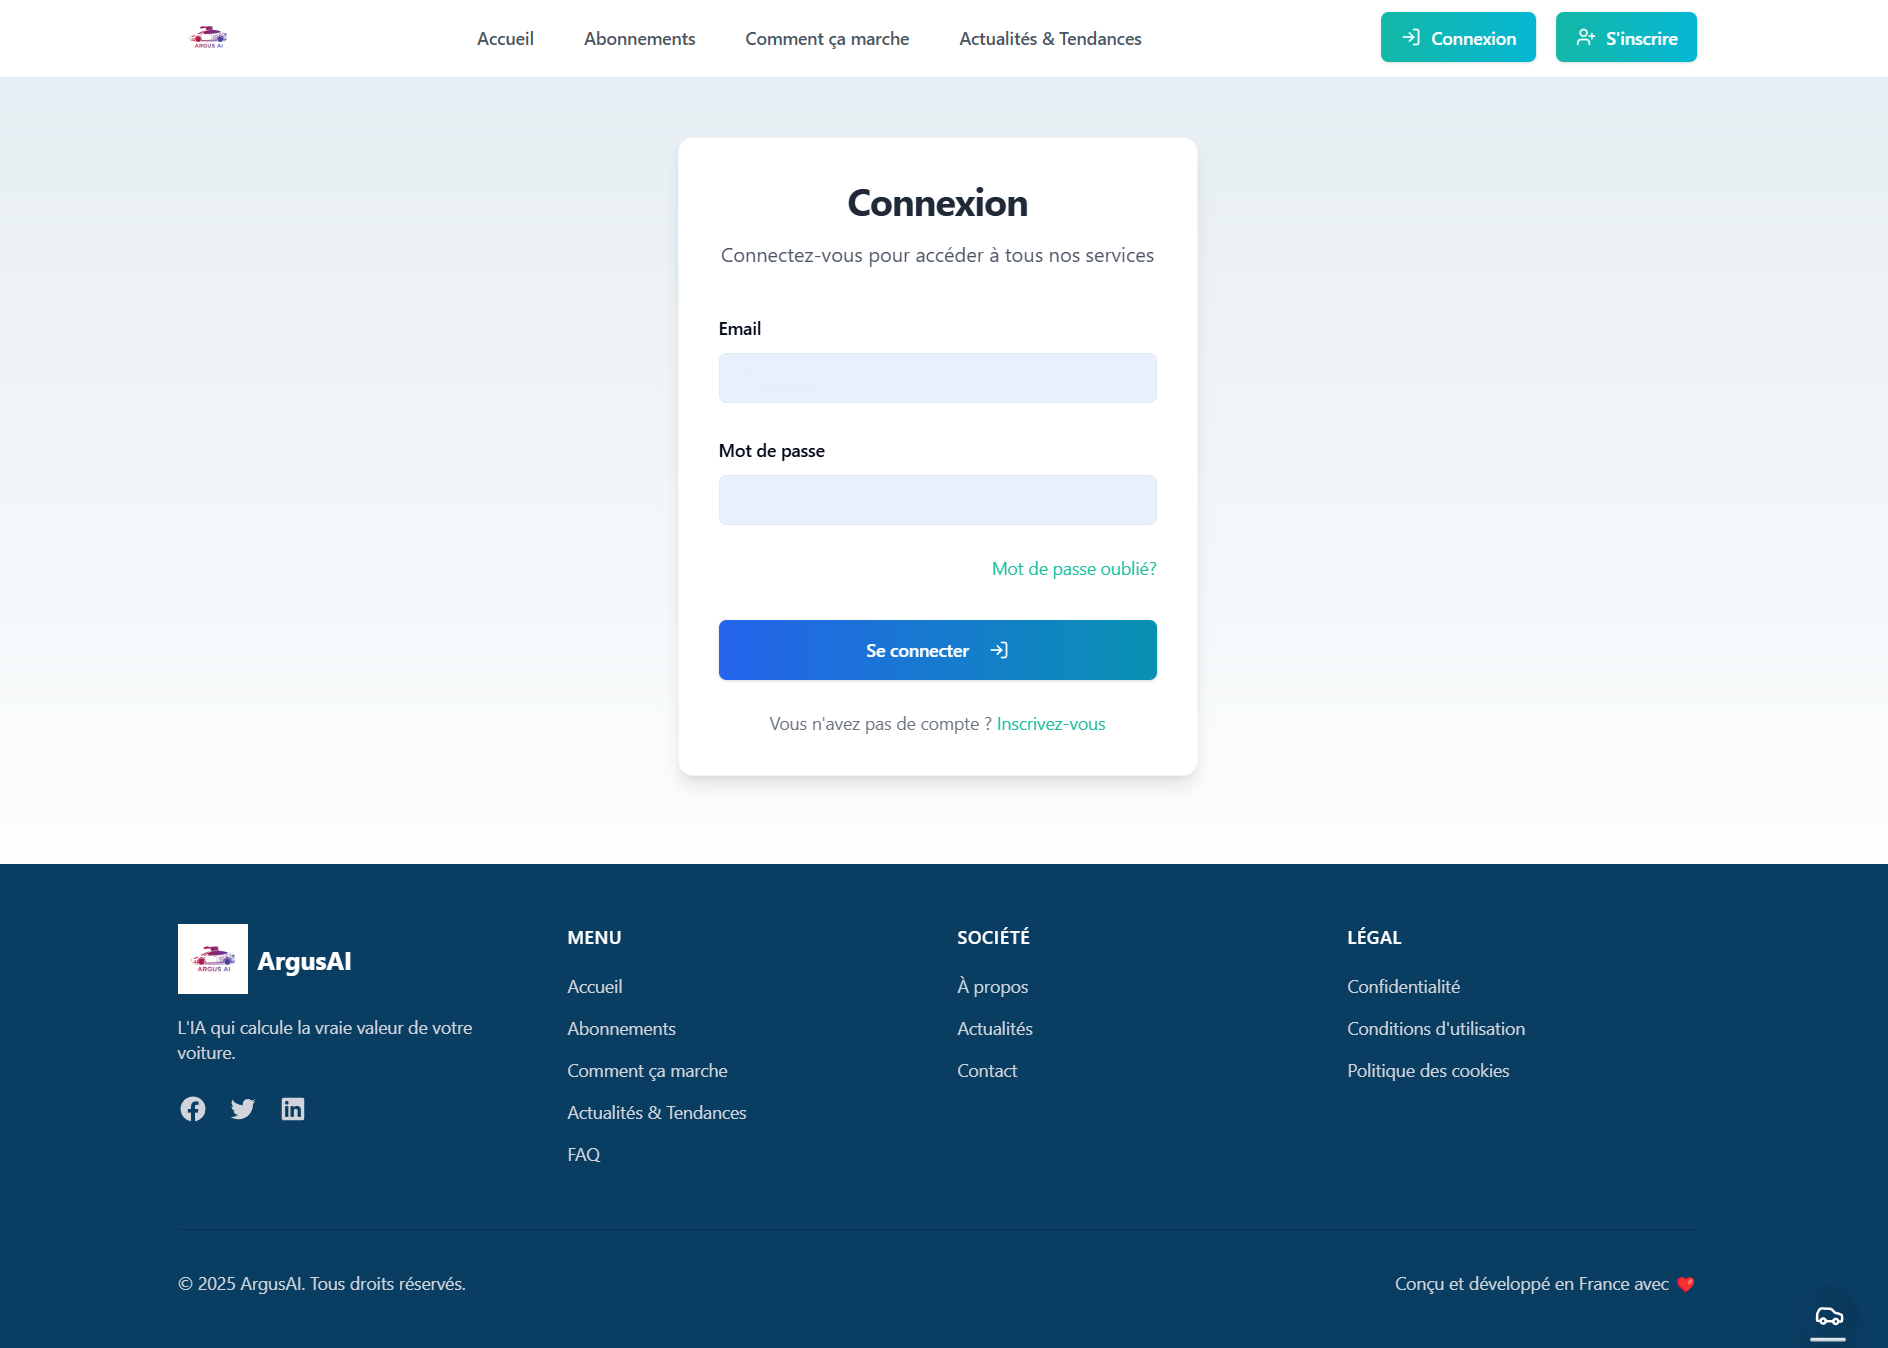 ARGUS AI
Accueil
Abonnements
Comment ça marche
Actualités & Tendances
Connexion
S'inscrire
Connexion
Connectez-vous pour accéder à tous nos services
Email
Mot de passe
Mot de passe oublié?
Se connecter
Vous n'avez pas de compte ? Inscrivez-vous
ARGUS AI
ArgusAI
L'IA qui calcule la vraie valeur de votre
voiture.
MENU
Accueil
Abonnements
Comment ça marche
Actualités & Tendances
FAQ
SOCIÉTÉ
À propos
Actualités
Contact
LÉGAL
Confidentialité
Conditions d'utilisation
Politique des cookies
© 2025 ArgusAI. Tous droits réservés.
Conçu et développé en France avec ❤️